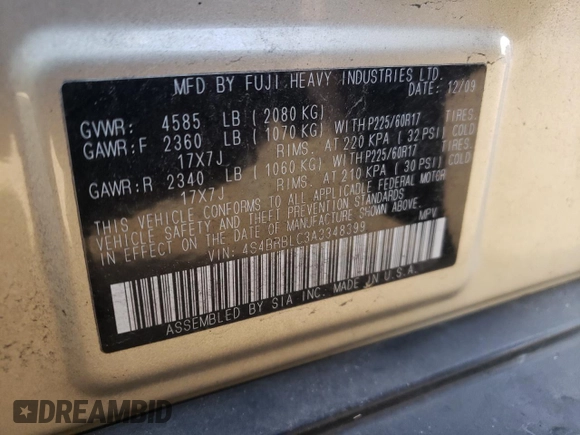 MFD BY FUJI HEAVY INDUSTRIES LTD.
DATE: 12/09
GVWR: 4585 LB ( 2080 KG)
GAWR:F 2360 LB ( 1070 KG) WITH P225/60R17 TIRES.
17X7J RIMS. AT 220 KPA ( 32 PSI) COLD
GAWR:R 2340 LB ( 1060 KG) WITH P225/60R17 TIRES.
17X7J RIMS. AT 210 KPA ( 30 PSI) COLD
THIS VEHICLE CONFORMS TO ALL APPLICABLE FEDERAL MOTOR
VEHICLE SAFETY AND THEFT PREVENTION STANDARDS IN EFFECT
ON THE DATE OF MANUFACTURE SHOWN ABOVE.
VIN: 4S4BRBLC3A3348399 MPV
ASSEMBLED BY SIA INC. MADE IN U.S.A.
DREAMBID